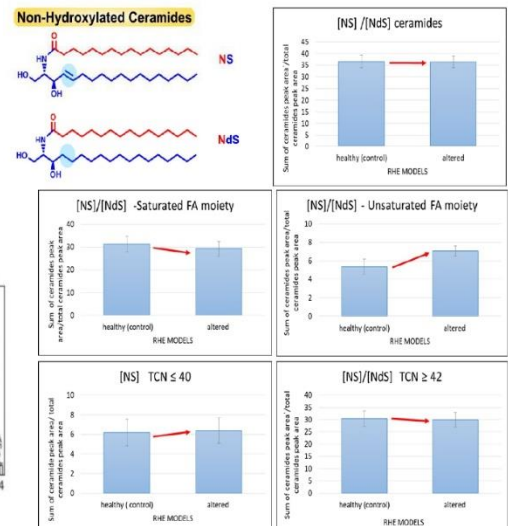 Non-Hydroxylated Ceramides
O
HN
HO
OH
NS
O
HN
HO
OH
NdS
[NS] /[NdS] ceramides
Sum of ceramides peak area/total
ceramides peak area
45
40
35
30
25
20
15
10
5
0
healthy (control)
altered
RHE MODELS
[NS]/[NdS] -Saturated FA moiety
Sum of ceramides peak
area/total ceramides peak area
40
30
20
10
0
healthy (control)
altered
RHE MODELS
[NS]/[NdS] - Unsaturated FA moiety
Sum of ceramides peak area/total
ceramides peak area
10
8
6
4
2
0
healthy (control)
altered
RHE MODELS
[NS] TCN ≤ 40
Sum of ceramide peak area/ total
ceramides peak area
10
8
6
4
2
0
healthy ( control)
altered
RHE MODELS
[NS]/[NdS] TCN ≥ 42
Sum of ceramides peak area/total
ceramides peak area
40
35
30
25
20
15
10
5
0
healthy (control)
altered
RHE MODELS
4